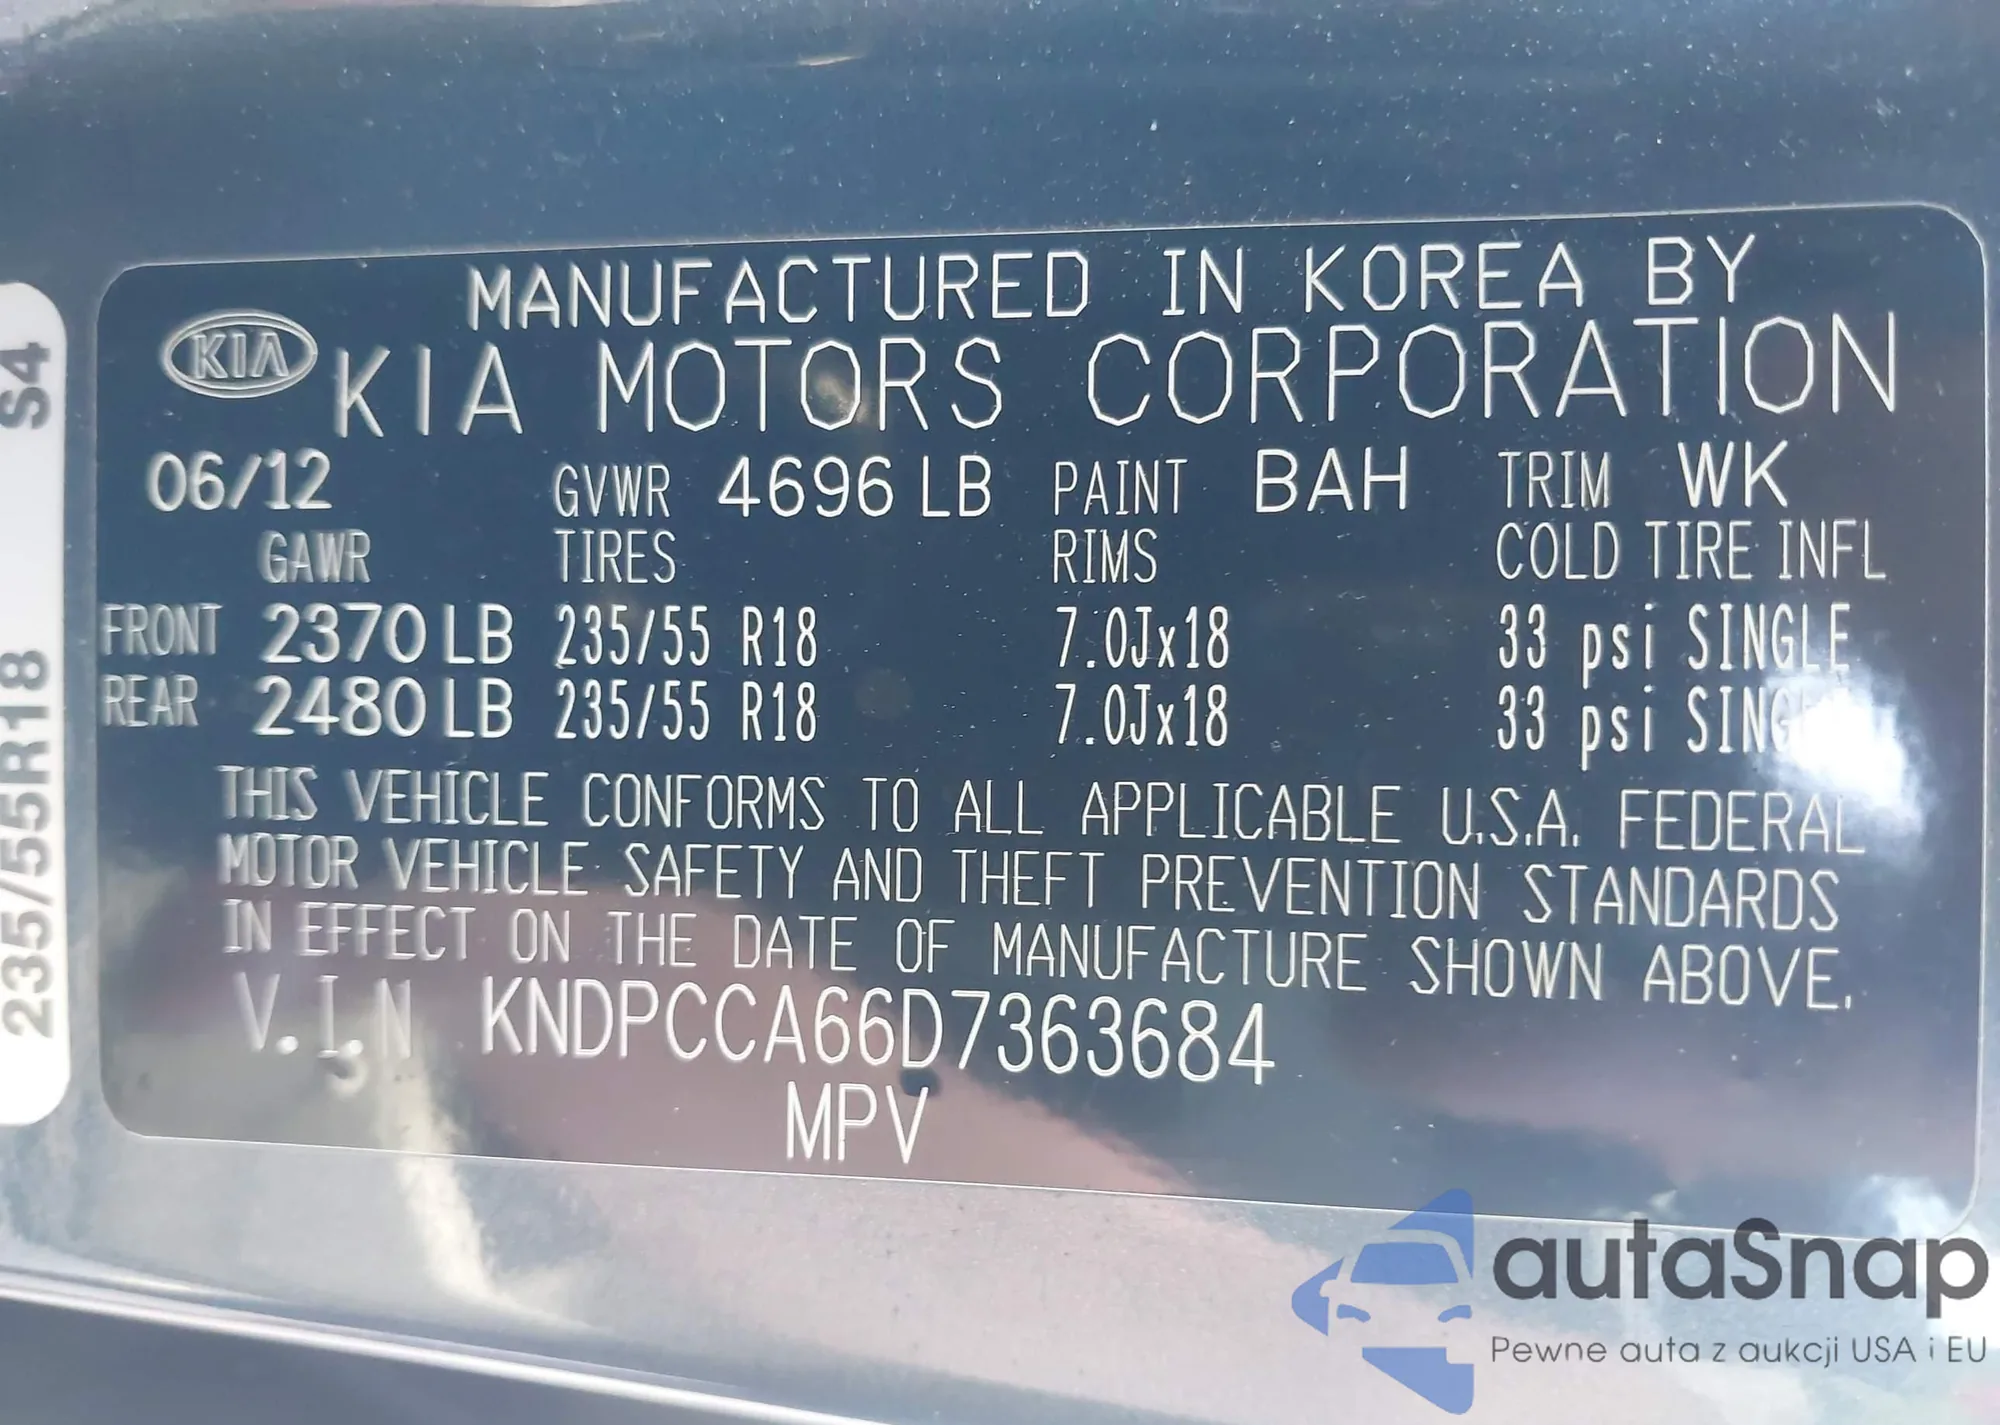 S4
235/55R18
MANUFACTURED IN KOREA BY
KIA KIA MOTORS CORPORATION
06/12 GVWR 4696 LB PAINT BAH TRIM WK
GAWR TIRES RIMS COLD TIRE INFL
FRONT 2370 LB 235/55 R18 7.0Jx18 33 psi SINGLE
REAR 2480 LB 235/55 R18 7.0Jx18 33 psi
THIS VEHICLE CONFORMS TO ALL APPLICABLE U.S.A. FEDERAL
MOTOR VEHICLE SAFETY AND THEFT PREVENTION STANDARDS
IN EFFECT ON THE DATE OF MANUFACTURE SHOWN ABOVE.
V.I.N KNDPCCA66D7363684
MPV
autaSnap
Pewne auta z aukcji USA i EU